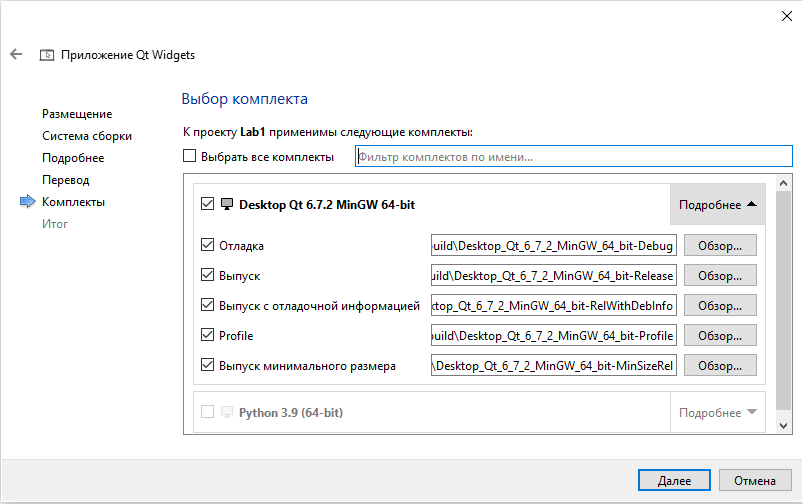 Приложение Qt Widgets
Размещение
Система сборки
Подробнее
Перевод
Комплекты
Итог
Выбор комплекта
К проекту Lab1 применимы следующие комплекты:
Выбрать все комплекты
Фильтр комплектов по имени...
Desktop Qt 6.7.2 MinGW 64-bit Подробнее
Отладка uild\Desktop_Qt_6_7_2_MinGW_64_bit-Debug Обзор...
Выпуск uild\Desktop_Qt_6_7_2_MinGW_64_bit-Release Обзор...
Выпуск с отладочной информацией ktop_Qt_6_7_2_MinGW_64_bit-RelWithDebInfo Обзор...
Profile build\Desktop_Qt_6_7_2_MinGW_64_bit-Profile Обзор...
Выпуск минимального размера \Desktop_Qt_6_7_2_MinGW_64_bit-MinSizeRel Обзор...
Python 3.9 (64-bit) Подробнее
Далее Отмена